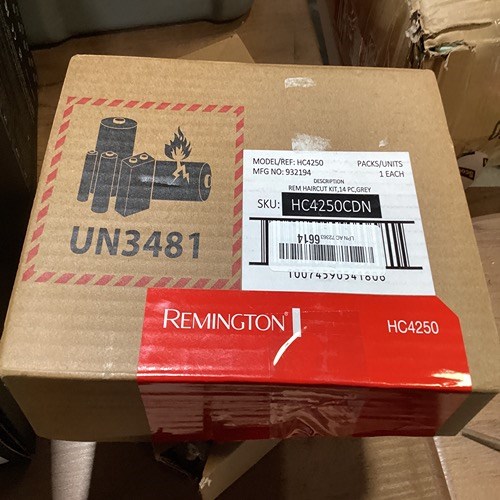 UN3481
MODEL/REF: HC4250 PACKS/UNITS
MFG NO: 932194 1 EACH
DESCRIPTION
REM HAIRCUT KIT,14 PC,GREY
SKU: HC4250CDN
6614
10074590541806
REMINGTON®
HC4250